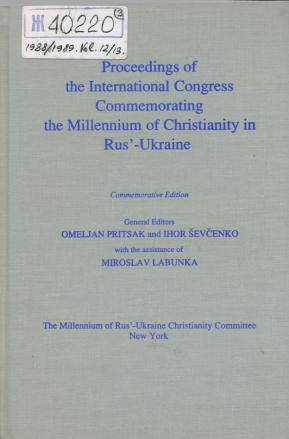 Ж 40220 (2)
1988/1989. Vol. 12/13.
Proceedings of
the International Congress
Commemorating
the Millennium of Christianity in
Rus’-Ukraine
Commemorative Edition
General Editors
OMELJAN PRITSAK and IHOR ŠEVČENKO
with the assistance of
MIROSLAV LABUNKA
The Millennium of Rus’-Ukraine Christianity Committee
New York